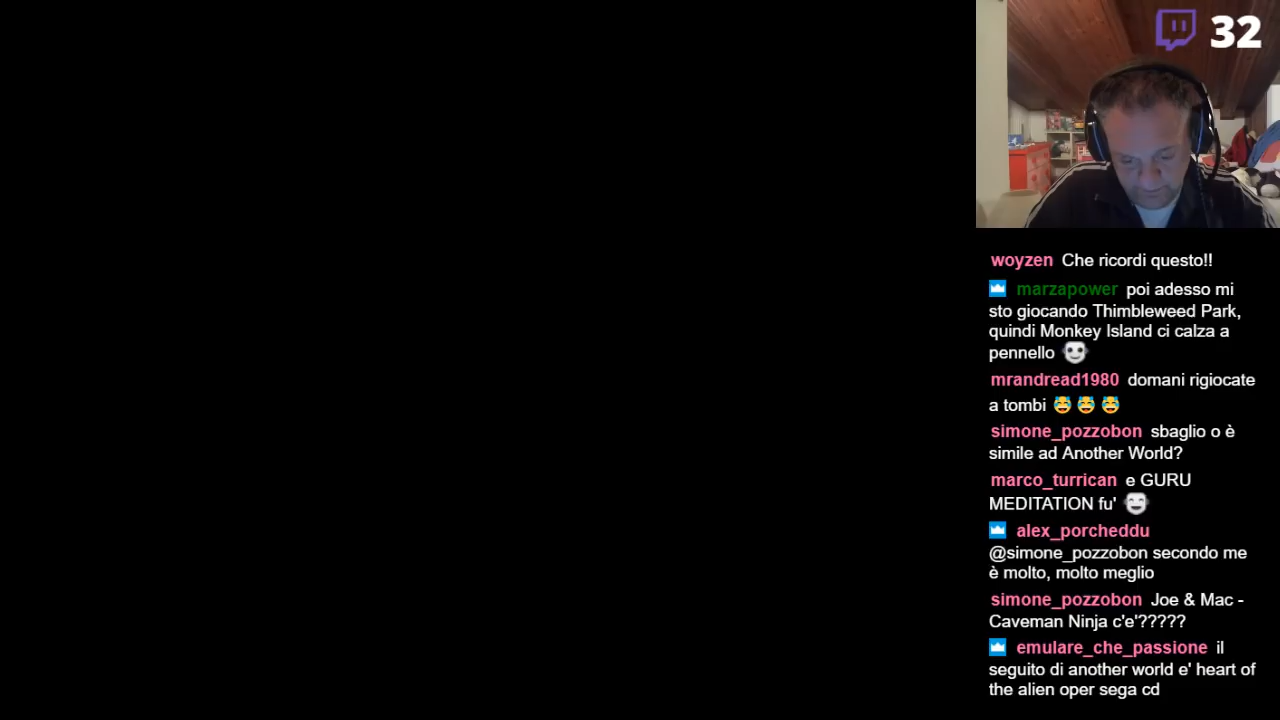 32
woyzen Che ricordi questo!!
marzapower poi adesso mi
sto giocando Thimbleweed Park,
quindi Monkey Island ci calza a
pennello
mrandread1980 domani rigiocate
a tombi
simone_pozzobon sbaglio o è
simile ad Another World?
marco_turrican e GURU
MEDITATION fu'
alex_porcheddu
@simone_pozzobon secondo me
è molto, molto meglio
simone_pozzobon Joe & Mac -
Caveman Ninja c'e'?????
emulare_che_passione il
seguito di another world e' heart of
the alien oper sega cd